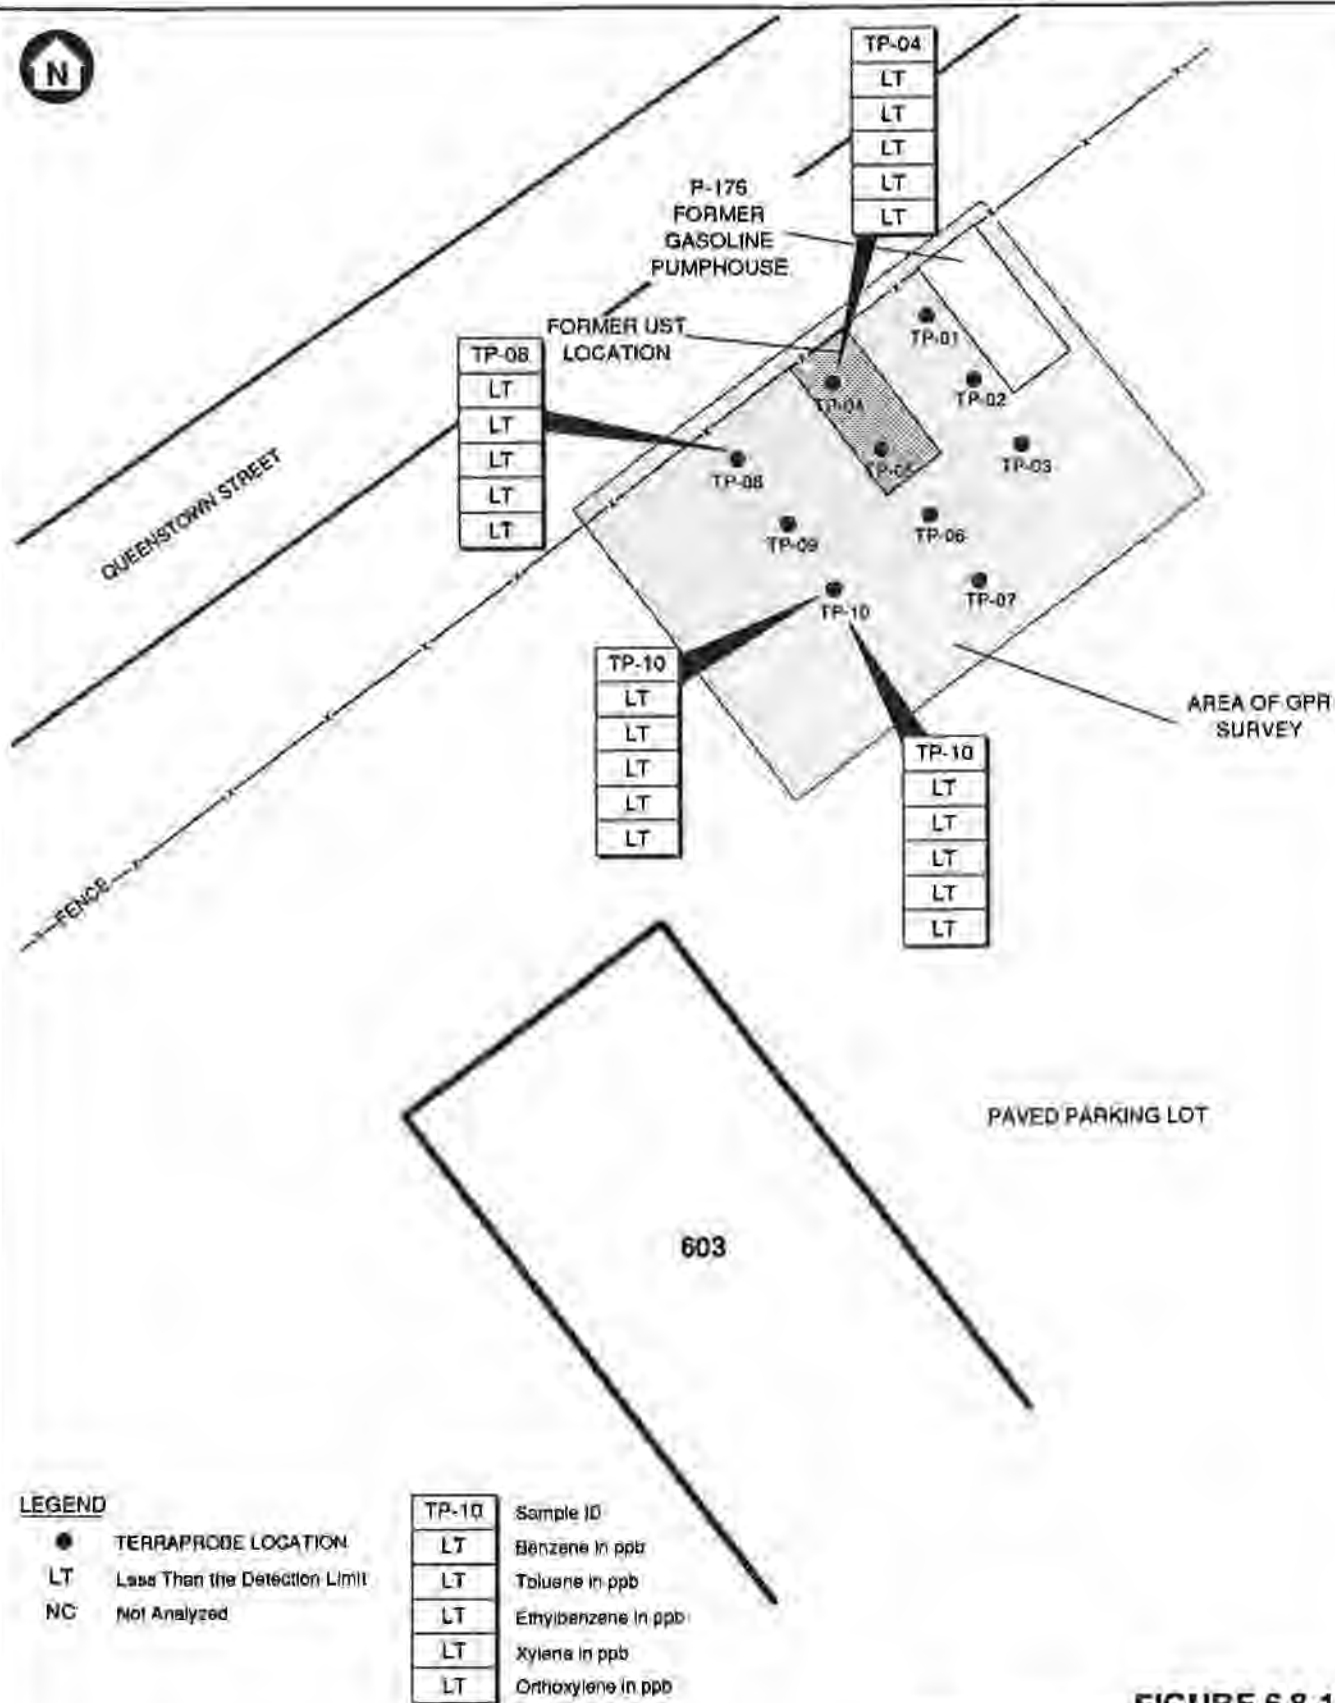 N
TP-04
LT
LT
LT
LT
LT
P-176
FORMER
GASOLINE
PUMPHOUSE
FORMER UST
LOCATION
TP-08
LT
LT
LT
LT
LT
TP-01
TP-02
TP-03
TP-04
TP-05
TP-06
TP-07
TP-08
TP-09
TP-10
QUEENSTOWN STREET
FENCE
TP-10
LT
LT
LT
LT
LT
TP-10
LT
LT
LT
LT
LT
AREA OF GPR
SURVEY
PAVED PARKING LOT
603
LEGEND
TERRAPROBE LOCATION
LT Less Than the Detection Limit
NC Not Analyzed
TP-10 Sample ID
LT Benzene in ppb
LT Toluene in ppb
LT Ethylbenzene in ppb
LT Xylene in ppb
LT Orthoxylene in ppb